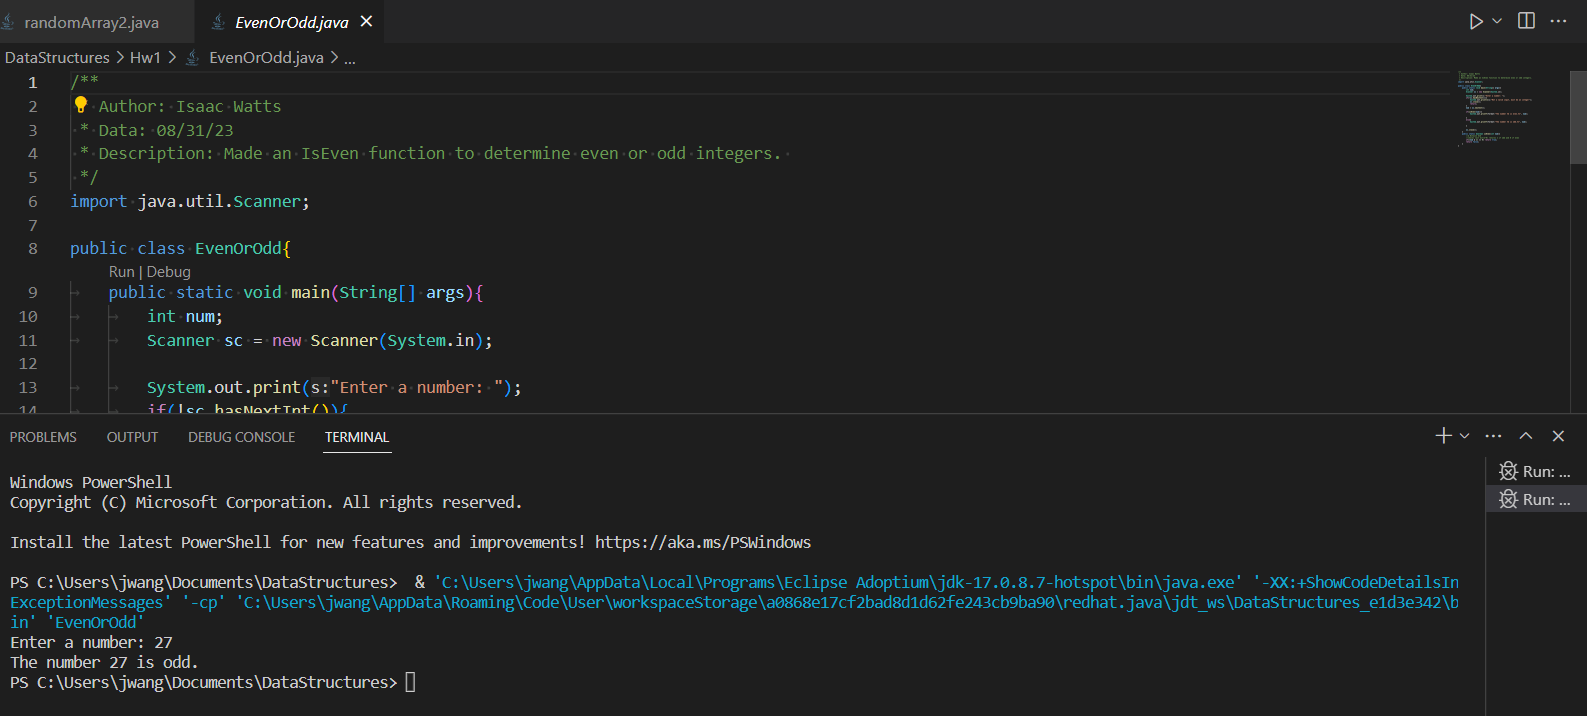 randomArray2.java
EvenOrOdd.java
DataStructures > Hw1 > EvenOrOdd.java > ...
1 /**
2 Author: Isaac Watts
3 * Data: 08/31/23
4 * Description: Made an IsEven function to determine even or odd integers.
5 */
6 import java.util.Scanner;
7
8 public class EvenOrOdd{
Run | Debug
9 public static void main(String[] args){
10 int num;
11 Scanner sc = new Scanner(System.in);
12
13 System.out.print(s:"Enter a number: ");
14 if(!sc.hasNextInt()){
PROBLEMS OUTPUT DEBUG CONSOLE TERMINAL
Run: ...
Run: ...
Windows PowerShell
Copyright (C) Microsoft Corporation. All rights reserved.
Install the latest PowerShell for new features and improvements! https://aka.ms/PSWindows
PS C:\Users\jwang\Documents\DataStructures>  & 'C:\Users\jwang\AppData\Local\Programs\Eclipse Adoptium\jdk-17.0.8.7-hotspot\bin\java.exe' '-XX:+ShowCodeDetailsIn
ExceptionMessages' '-cp' 'C:\Users\jwang\AppData\Roaming\Code\User\workspaceStorage\a0868e17cf2bad8d1d62fe243cb9ba90\redhat.java\jdt_ws\DataStructures_e1d3e342\b
in' 'EvenOrOdd'
Enter a number: 27
The number 27 is odd.
PS C:\Users\jwang\Documents\DataStructures>